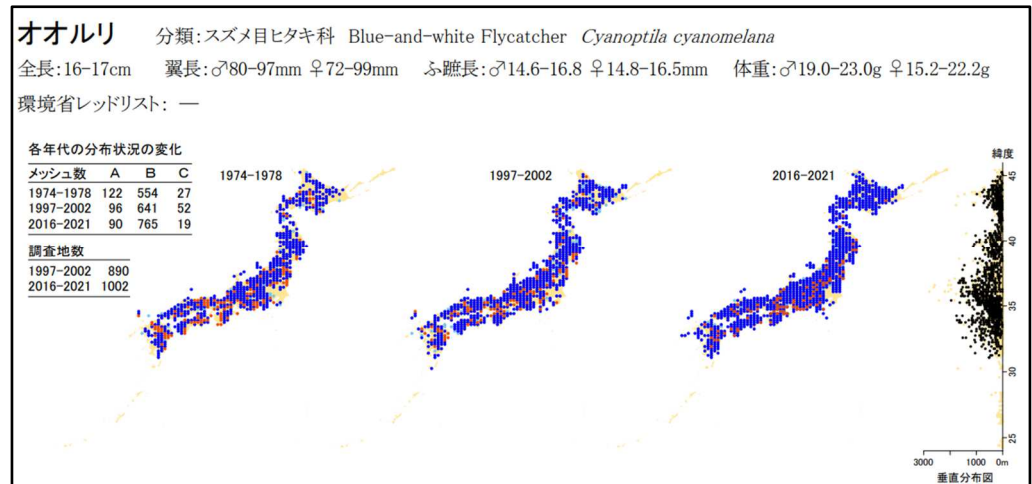 オオルリ 分類:スズメ目ヒタキ科 Blue-and-white Flycatcher Cyanoptila cyanomelana
全長:16-17cm 翼長:♂80-97mm ♀72-99mm ふ蹠長:♂14.6-16.8 ♀14.8-16.5mm 体重:♂19.0-23.0g ♀15.2-22.2g
環境省レッドリスト: ―
各年代の分布状況の変化
メッシュ数 A B C
1974-1978 122 554 27
1997-2002 96 641 52
2016-2021 90 765 19
調査地数
1997-2002 890
2016-2021 1002
1974-1978
1997-2002
2016-2021
緯度
45
40
35
30
25
3000 1000 0m
垂直分布図